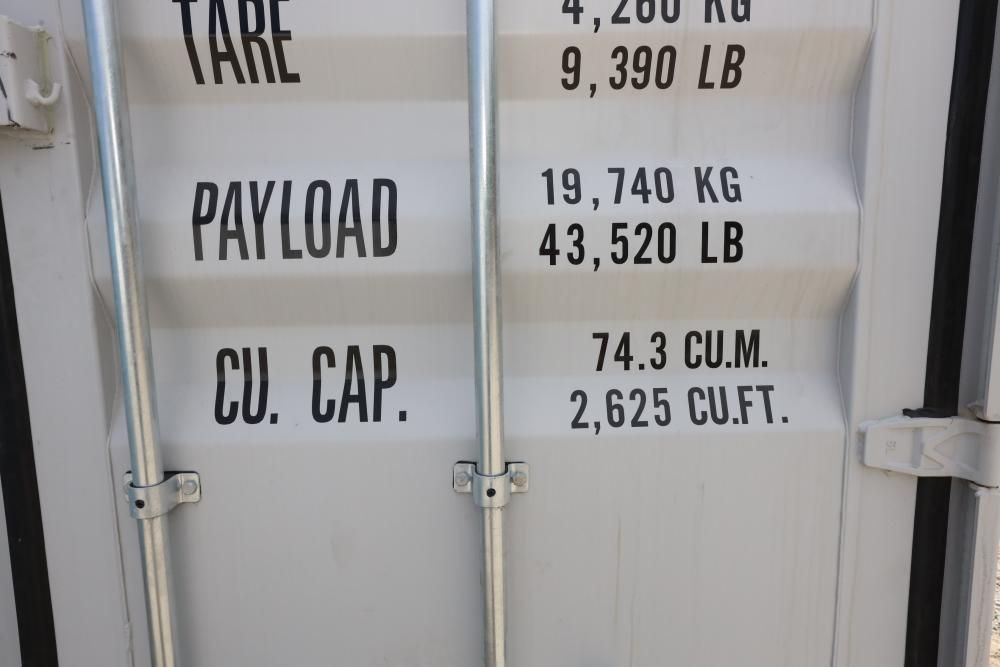 TARE 4,260 KG
9,390 LB
PAYLOAD 19,740 KG
43,520 LB
CU. CAP. 74.3 CU.M.
2,625 CU.FT.